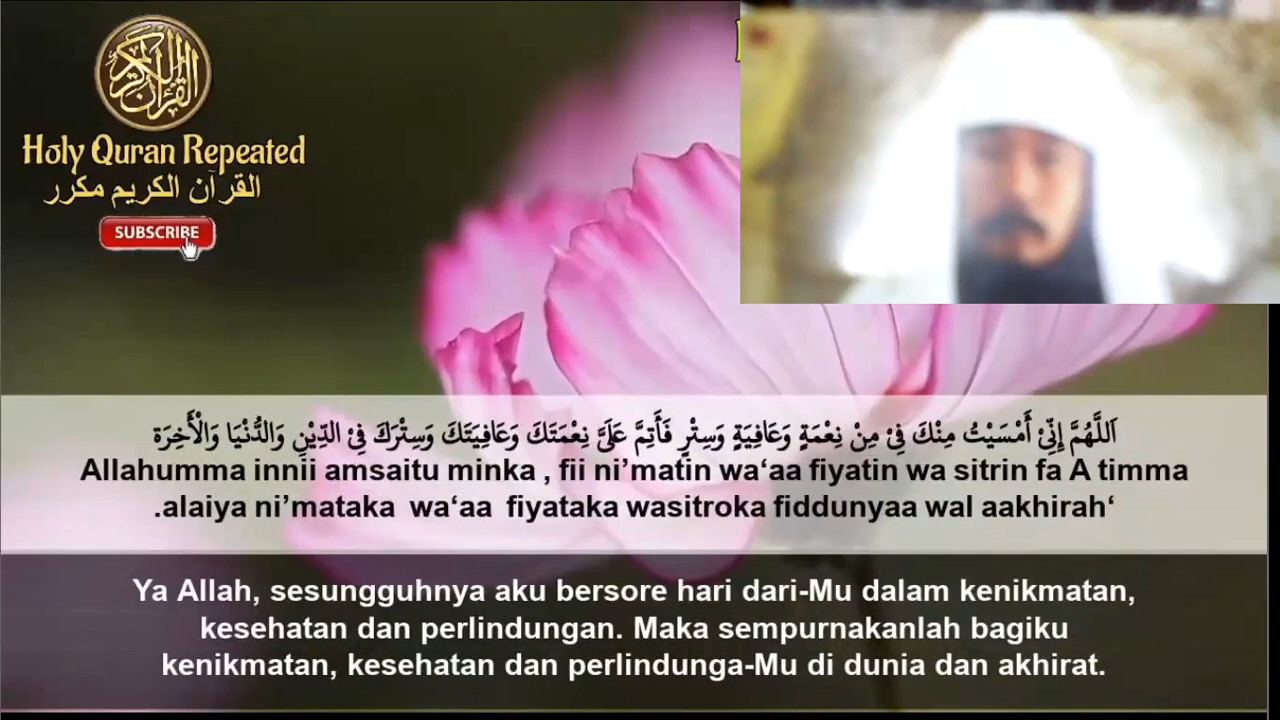 القرآن الكريم
Holy Quran Repeated
القرآن الكريم مكرر
SUBSCRIBE
اَللَّهُمَّ إِنِّيْ أَمْسَيْتُ مِنْكَ فِيْ مِنْ نِعْمَةٍ وَعَافِيَةٍ وَسِتْرٍ فَأَتِمَّ عَلَيَّ نِعْمَتَكَ وَعَافِيَتَكَ وَسِتْرَكَ فِيْ الدِّيْنِ وَالدُّنْيَا وَالْأَخِرَة
Allahumma innii amsaitu minka , fii ni’matin wa‘aa fiyatin wa sitrin fa A timma
.alaiya ni’mataka wa‘aa fiyataka wasitroka fiddunyaa wal aakhirah‘
Ya Allah, sesungguhnya aku bersore hari dari-Mu dalam kenikmatan,
kesehatan dan perlindungan. Maka sempurnakanlah bagiku
kenikmatan, kesehatan dan perlindunga-Mu di dunia dan akhirat.